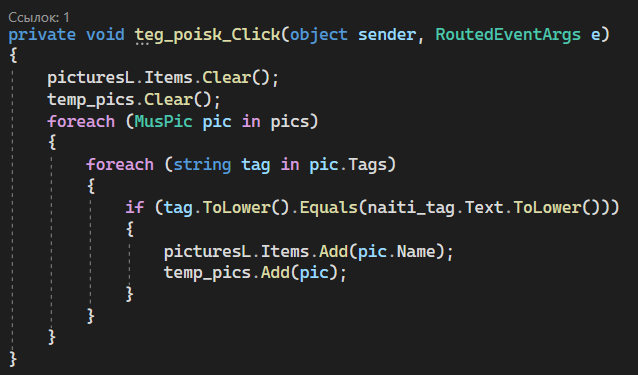 Ссылок: 1
private void teg_poisk_Click(object sender, RoutedEventArgs e)
{
    picturesL.Items.Clear();
    temp_pics.Clear();
    foreach (MusPic pic in pics)
    {
        foreach (string tag in pic.Tags)
        {
            if (tag.ToLower().Equals(naiti_tag.Text.ToLower()))
            {
                picturesL.Items.Add(pic.Name);
                temp_pics.Add(pic);
            }
        }
    }
}